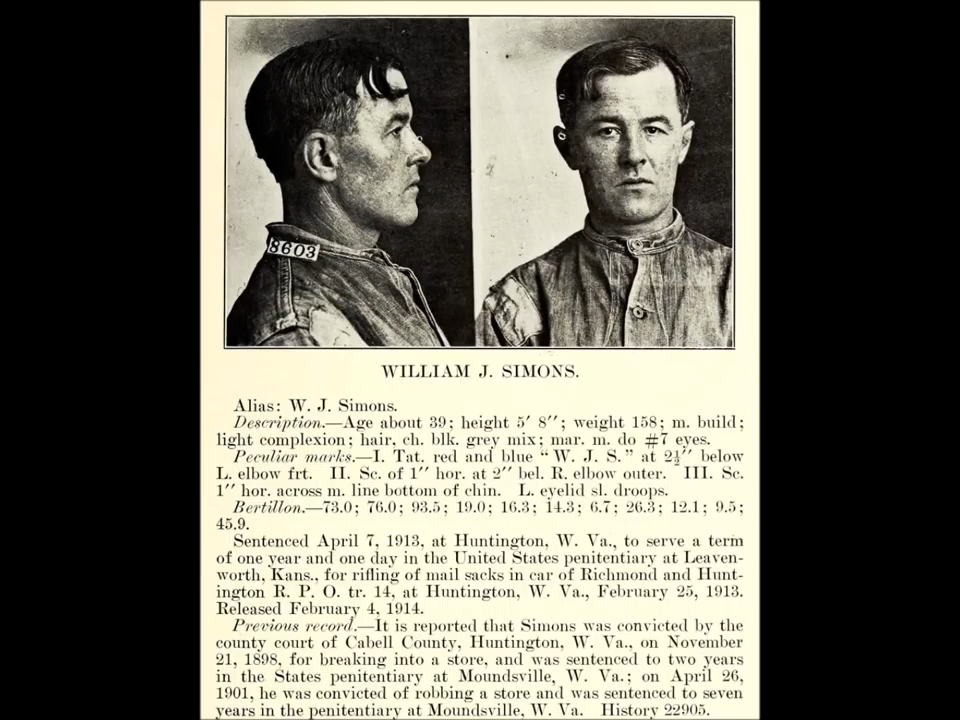 8603
WILLIAM J. SIMONS.
Alias: W. J. Simons.
Description.—Age about 39; height 5' 8''; weight 158; m. build;
light complexion; hair, ch. blk. grey mix; mar. m. do #7 eyes.
Peculiar marks.—I. Tat. red and blue “W. J. S.” at 2½'' below
L. elbow frt. II. Sc. of 1'' hor. at 2'' bel. R. elbow outer. III. Sc.
1'' hor. across m. line bottom of chin. L. eyelid sl. droops.
Bertillon.—73.0; 76.0; 93.5; 19.0; 16.3; 14.3; 6.7; 26.3; 12.1; 9.5;
45.9.
Sentenced April 7, 1913, at Huntington, W. Va., to serve a term
of one year and one day in the United States penitentiary at Leaven-
worth, Kans., for rifling of mail sacks in car of Richmond and Hunt-
ington R. P. O. tr. 14, at Huntington, W. Va., February 25, 1913.
Released February 4, 1914.
Previous record.—It is reported that Simons was convicted by the
county court of Cabell County, Huntington, W. Va., on November
21, 1898, for breaking into a store, and was sentenced to two years
in the States penitentiary at Moundsville, W. Va.; on April 26,
1901, he was convicted of robbing a store and was sentenced to seven
years in the penitentiary at Moundsville, W. Va. History 22905.